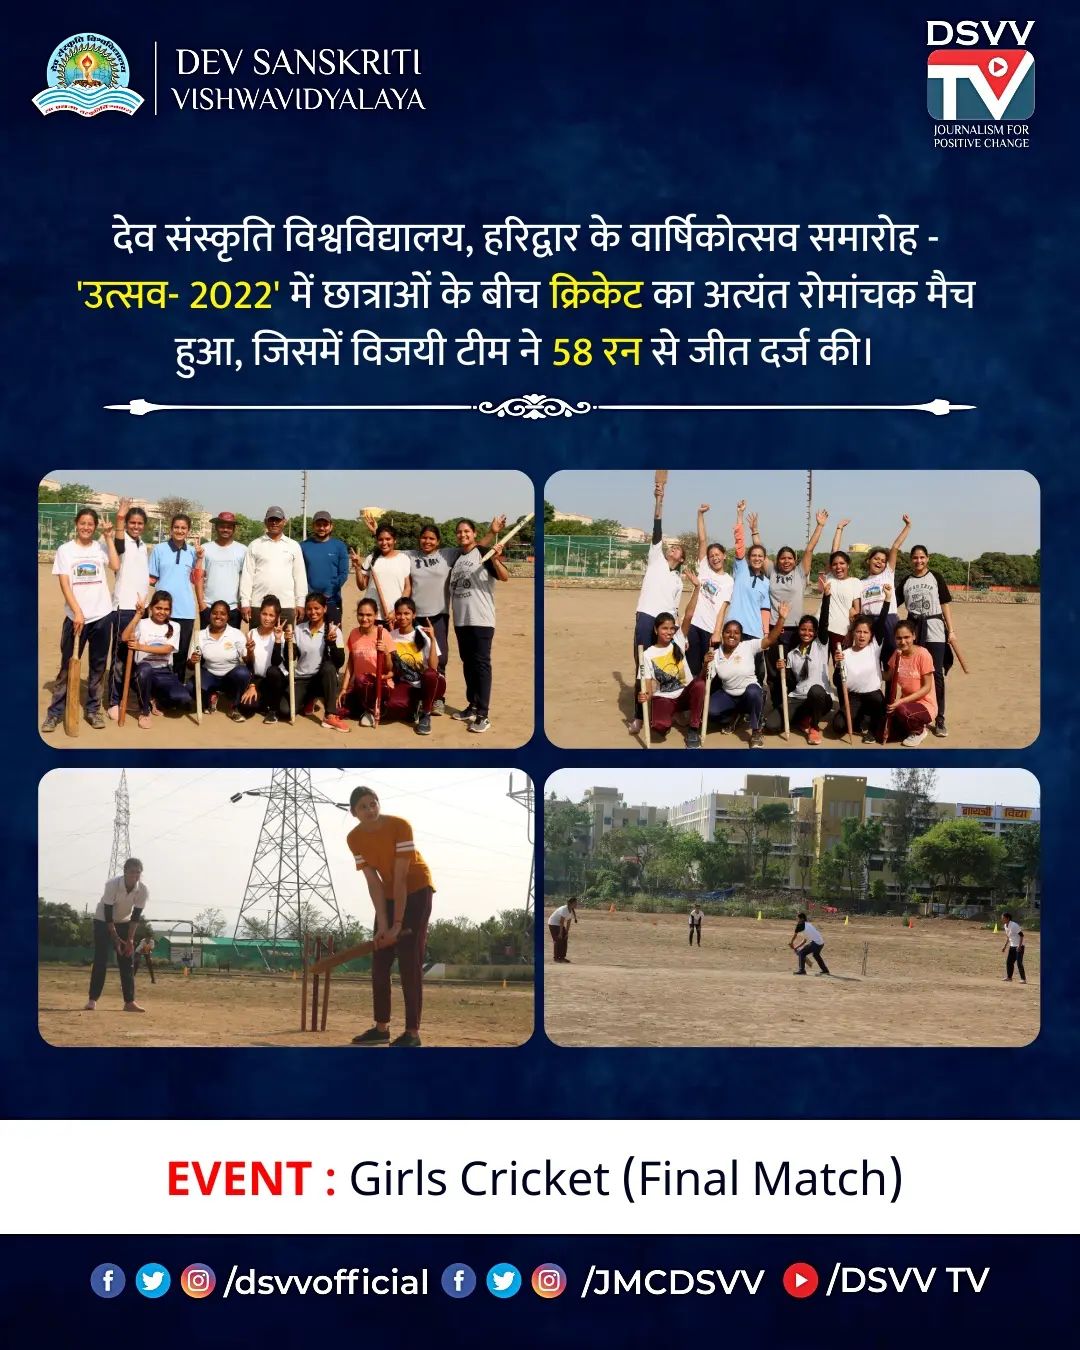 DEV SANSKRITI
VISHWAVIDYALAYA
DSVV
TV
JOURNALISM FOR
POSITIVE CHANGE
देव संस्कृति विश्वविद्यालय, हरिद्वार के वार्षिकोत्सव समारोह -
'उत्सव- 2022' में छात्राओं के बीच क्रिकेट का अत्यंत रोमांचक मैच
हुआ, जिसमें विजयी टीम ने 58 रन से जीत दर्ज की।
गायत्री विद्या
EVENT : Girls Cricket (Final Match)
/dsvvofficial /JMCDSVV /DSVV TV